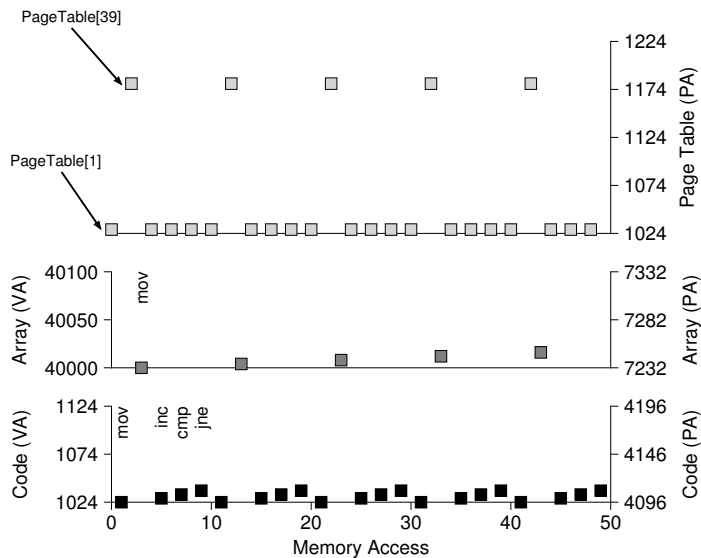 PageTable[39]
PageTable[1]
1224
1174
1124
1074
1024
Page Table (PA)
40100
40050
40000
Array (VA)
mov
7332
7282
7232
Array (PA)
1124
1074
1024
Code (VA)
mov
inc
cmp
jne
4196
4146
4096
Code (PA)
0
10
20
30
40
50
Memory Access